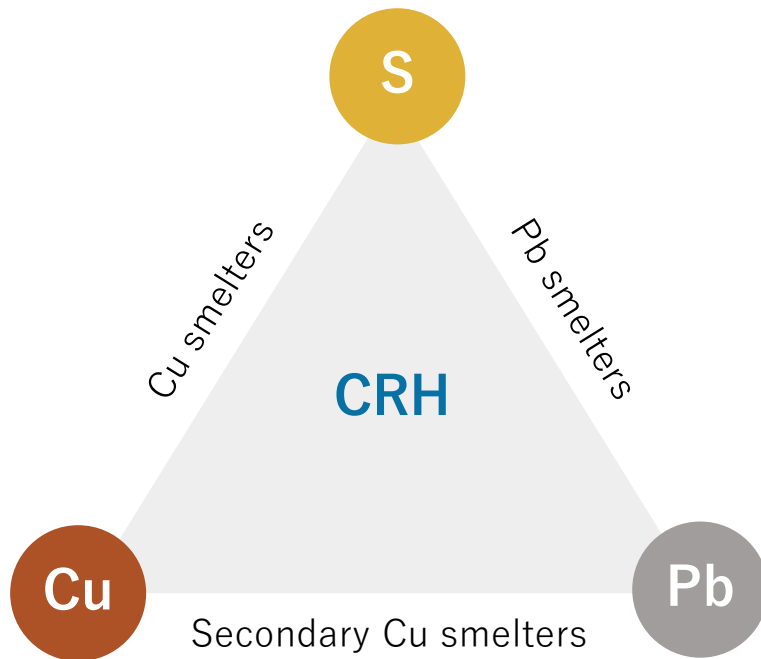 S
Cu smelters
Pb smelters
CRH
Cu
Pb
Secondary Cu smelters